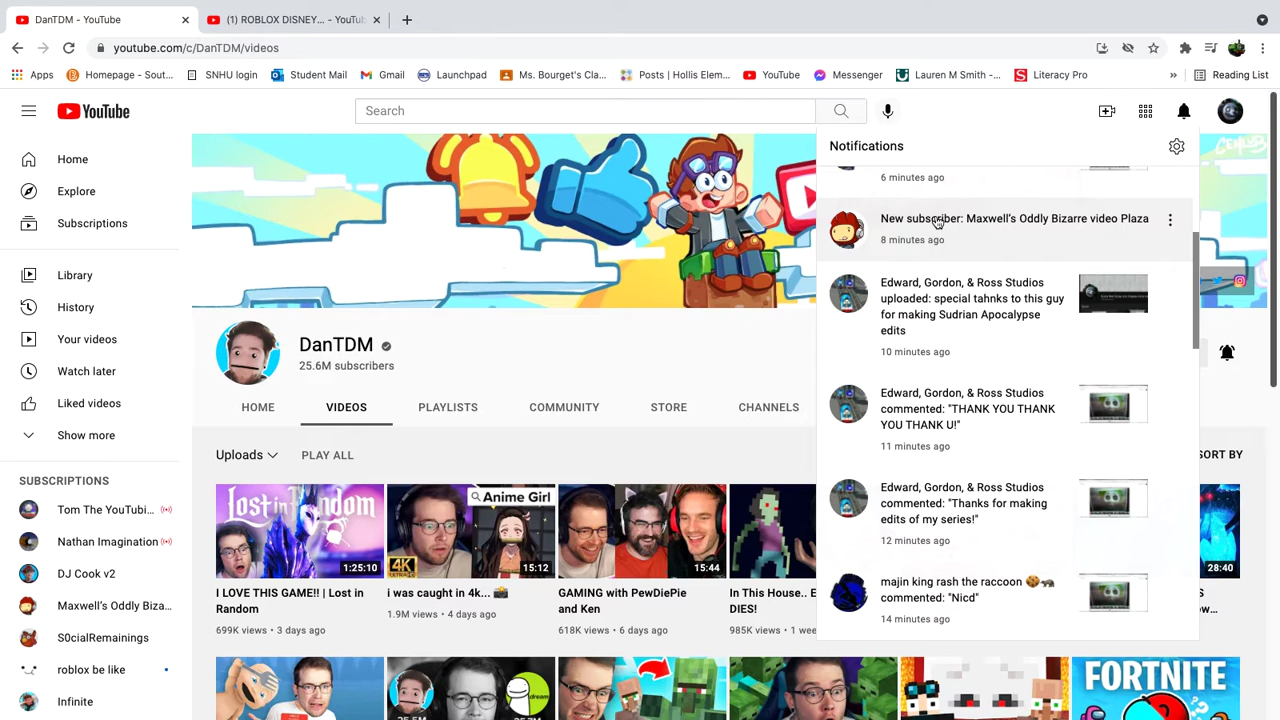 DanTDM - YouTube
(1) ROBLOX DISNEY... - YouTub
youtube.com/c/DanTDM/videos
Apps
Homepage - Sout...
SNHU login
Student Mail
Gmail
Launchpad
Ms. Bourget's Cla...
Posts | Hollis Elem...
YouTube
Messenger
Lauren M Smith -...
Literacy Pro
»
Reading List
YouTube
Search
Home
Explore
Subscriptions
Library
History
Your videos
Watch later
Liked videos
Show more
SUBSCRIPTIONS
Tom The YouTubi...
Nathan Imagination
DJ Cook v2
Maxwell's Oddly Biza...
S0cialRemainings
roblox be like
Infinite
DanTDM
25.6M subscribers
HOME
VIDEOS
PLAYLISTS
COMMUNITY
STORE
CHANNELS
Uploads
PLAY ALL
SORT BY
Lost in Random
1:25:10
I LOVE THIS GAME!! | Lost in
Random
699K views • 3 days ago
Anime Girl
4K
15:12
i was caught in 4k... 📸
1.9M views • 4 days ago
15:44
GAMING with PewDiePie
and Ken
618K views • 6 days ago
In This House.. E
DIES!
985K views • 1 wee
28:40
dream
FORTNITE
Notifications
6 minutes ago
New subscriber: Maxwell's Oddly Bizarre video Plaza
8 minutes ago
Edward, Gordon, & Ross Studios
uploaded: special tahnks to this guy
for making Sudrian Apocalypse
edits
10 minutes ago
Edward, Gordon, & Ross Studios
commented: "THANK YOU THANK
YOU THANK U!"
11 minutes ago
Edward, Gordon, & Ross Studios
commented: "Thanks for making
edits of my series!"
12 minutes ago
majin king rash the raccoon 🍪🦝
commented: "Nicd"
14 minutes ago